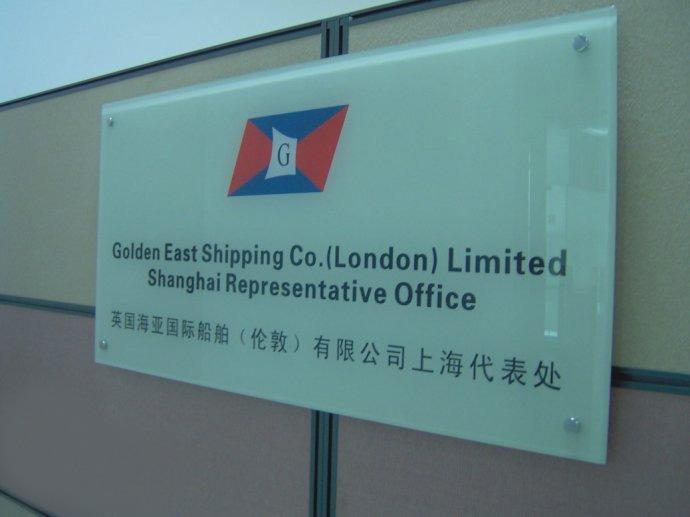 G
Golden East Shipping Co.(London) Limited
Shanghai Representative Office
英国海亚国际船舶（伦敦）有限公司上海代表处